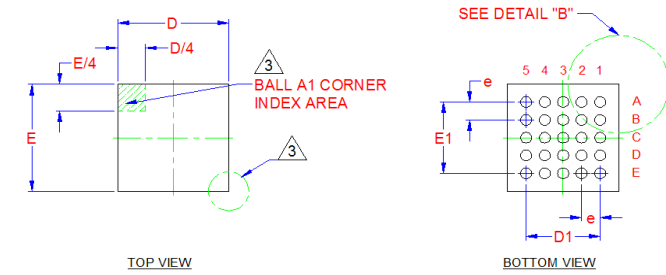 D
E/4
D/4
3
BALL A1 CORNER
INDEX AREA
E
3
TOP VIEW
SEE DETAIL "B"
5 4 3 2 1
e
A
B
E1
C
D
E
e
D1
BOTTOM VIEW